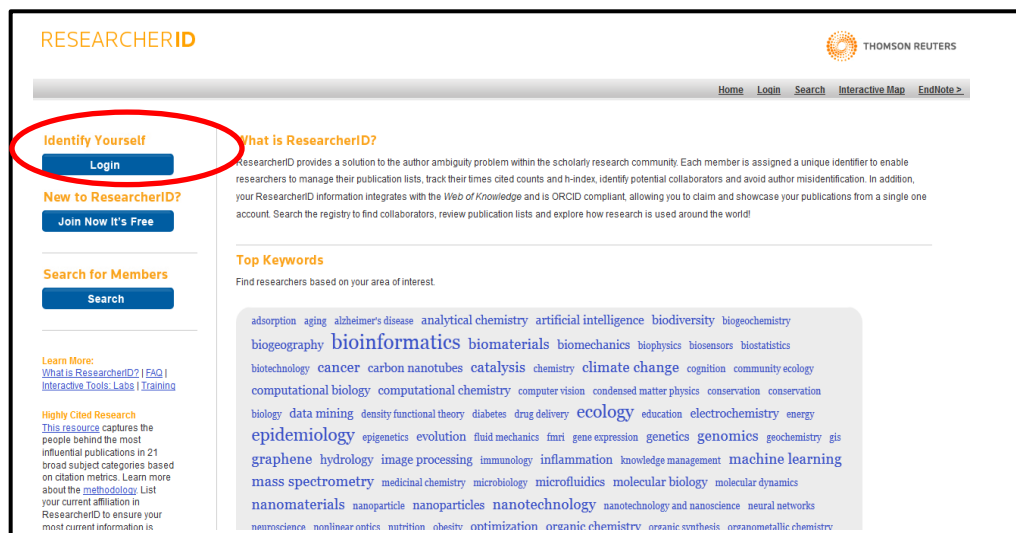 RESEARCHERID
THOMSON REUTERS
Home Login Search Interactive Map EndNote >
Identify Yourself
Login
New to ResearcherID?
Join Now It's Free
Search for Members
Search
Learn More:
What is ResearcherID? | FAQ |
Interactive Tools: Labs | Training
Highly Cited Research
This resource captures the
people behind the most
influential publications in 21
broad subject categories based
on citation metrics. Learn more
about the methodology. List
your current affiliation in
ResearcherID to ensure your
most current information is
What is ResearcherID?
ResearcherID provides a solution to the author ambiguity problem within the scholarly research community. Each member is assigned a unique identifier to enable
researchers to manage their publication lists, track their times cited counts and h-index, identify potential collaborators and avoid author misidentification. In addition,
your ResearcherID information integrates with the Web of Knowledge and is ORCID compliant, allowing you to claim and showcase your publications from a single one
account. Search the registry to find collaborators, review publication lists and explore how research is used around the world!
Top Keywords
Find researchers based on your area of interest.
adsorption aging alzheimer's disease analytical chemistry artificial intelligence biodiversity biogeochemistry
biogeography bioinformatics biomaterials biomechanics biophysics biosensors biostatistics
biotechnology cancer carbon nanotubes catalysis chemistry climate change cognition community ecology
computational biology computational chemistry computer vision condensed matter physics conservation conservation
biology data mining density functional theory diabetes drug delivery ecology education electrochemistry energy
epidemiology epigenetics evolution fluid mechanics fmri gene expression genetics genomics geochemistry gis
graphene hydrology image processing immunology inflammation knowledge management machine learning
mass spectrometry medicinal chemistry microbiology microfluidics molecular biology molecular dynamics
nanomaterials nanoparticle nanoparticles nanotechnology nanotechnology and nanoscience neural networks
neuroscience nonlinear optics nutrition obesity optimization organic chemistry organic synthesis organometallic chemistry